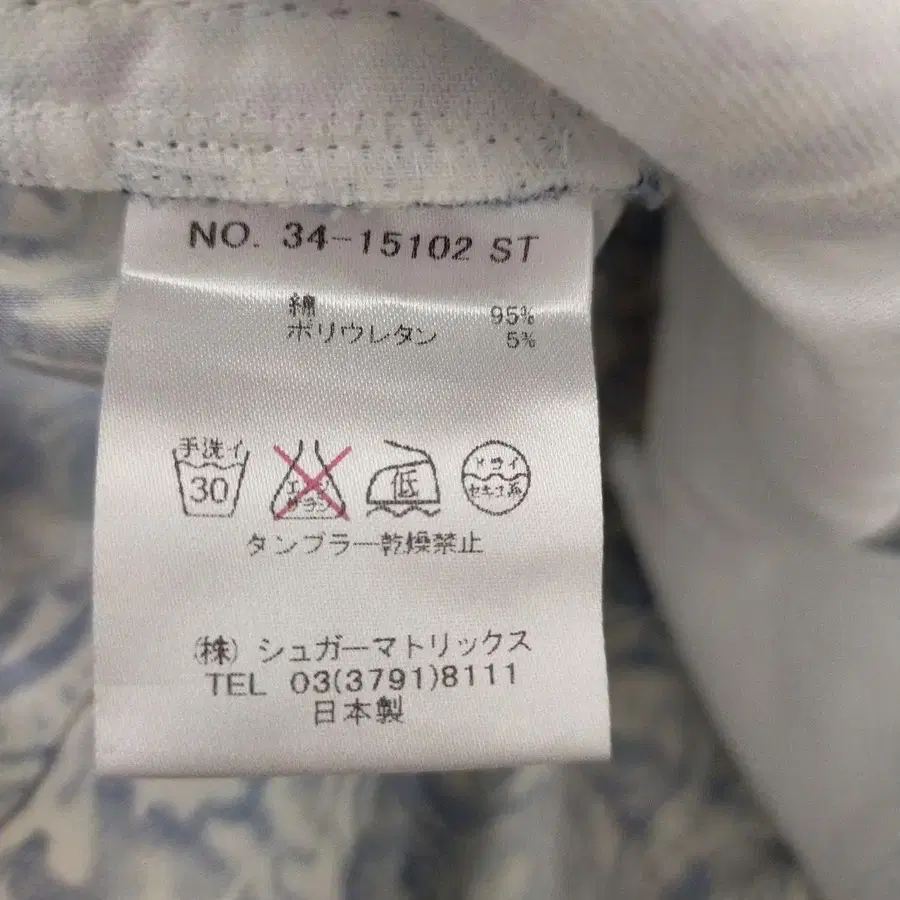 NO. 34-15102 ST
綿 95%
ポリウレタン 5%
手洗イ
30
エンソ
サラシ
低
ドライ
セキユ系
タンブラー乾燥禁止
(株) シュガーマトリックス
TEL 03(3791)8111
日本製